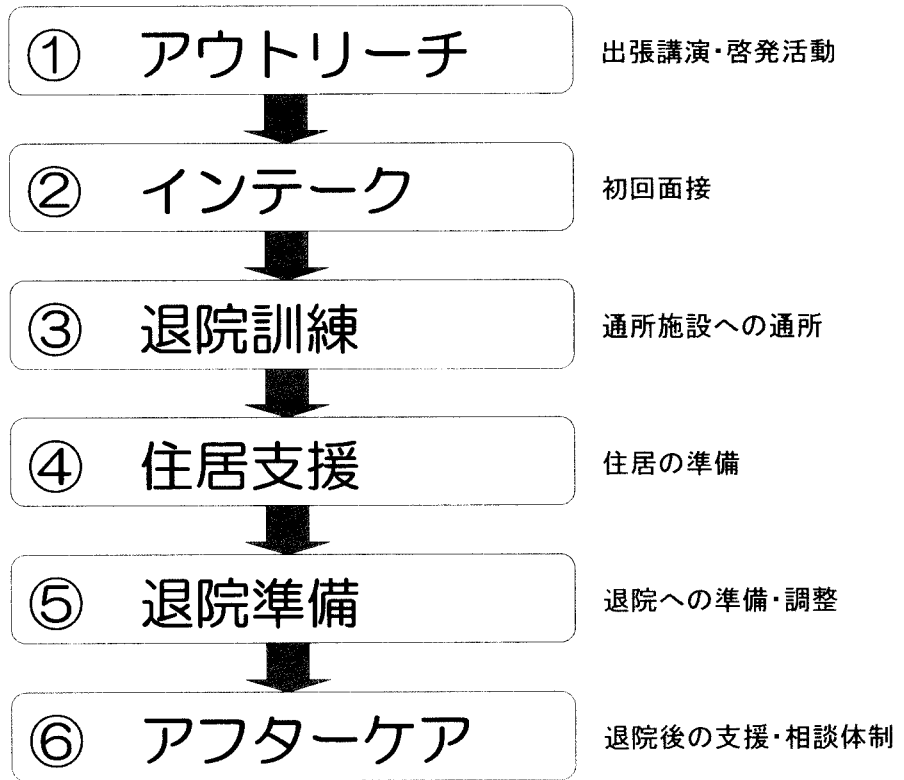 ① アウトリーチ 出張講演・啓発活動
② インテーク 初回面接
③ 退院訓練 通所施設への通所
④ 住居支援 住居の準備
⑤ 退院準備 退院への準備・調整
⑥ アフターケア 退院後の支援・相談体制